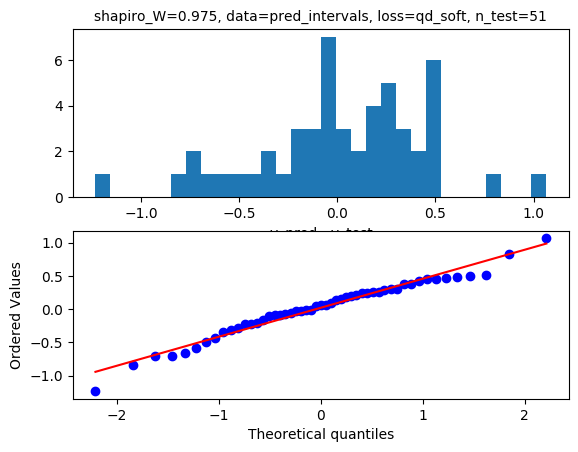 shapiro_W=0.975, data=pred_intervals, loss=qd_soft, n_test=51
6
4
2
0
−1.0 −0.5 0.0 0.5 1.0
1.0
0.5
0.0
−0.5
−1.0
Ordered Values
−2 −1 0 1 2
Theoretical quantiles